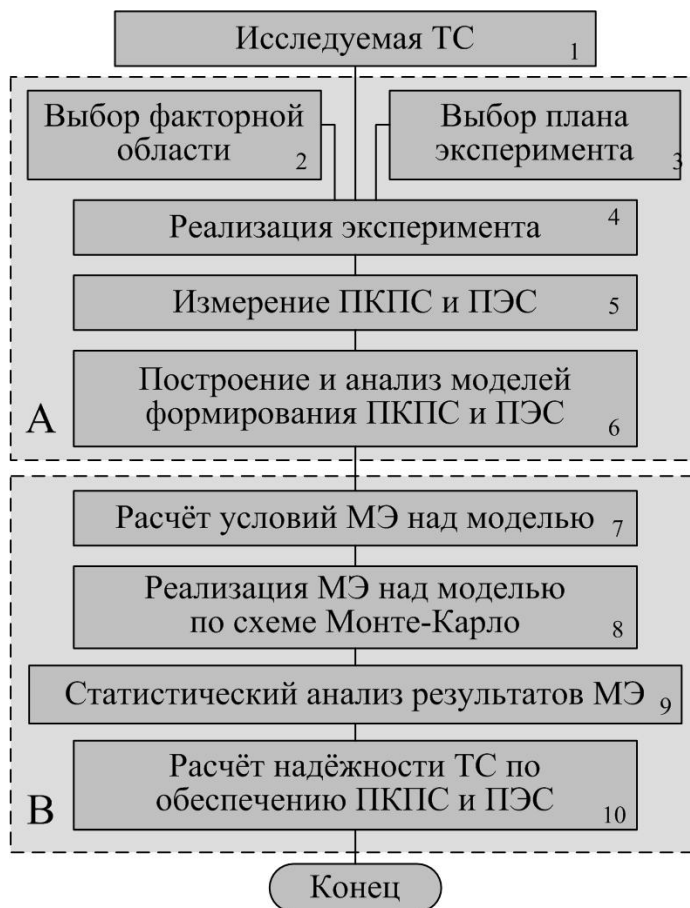 Исследуемая ТС
1
Выбор факторной
области
2
Выбор плана
эксперимента
3
Реализация эксперимента
4
Измерение ПКПС и ПЭС
5
Построение и анализ моделей
формирования ПКПС и ПЭС
6
А
Расчёт условий МЭ над моделью
7
Реализация МЭ над моделью
по схеме Монте-Карло
8
Статистический анализ результатов МЭ
9
Расчёт надёжности ТС по
обеспечению ПКПС и ПЭС
10
В
Конец